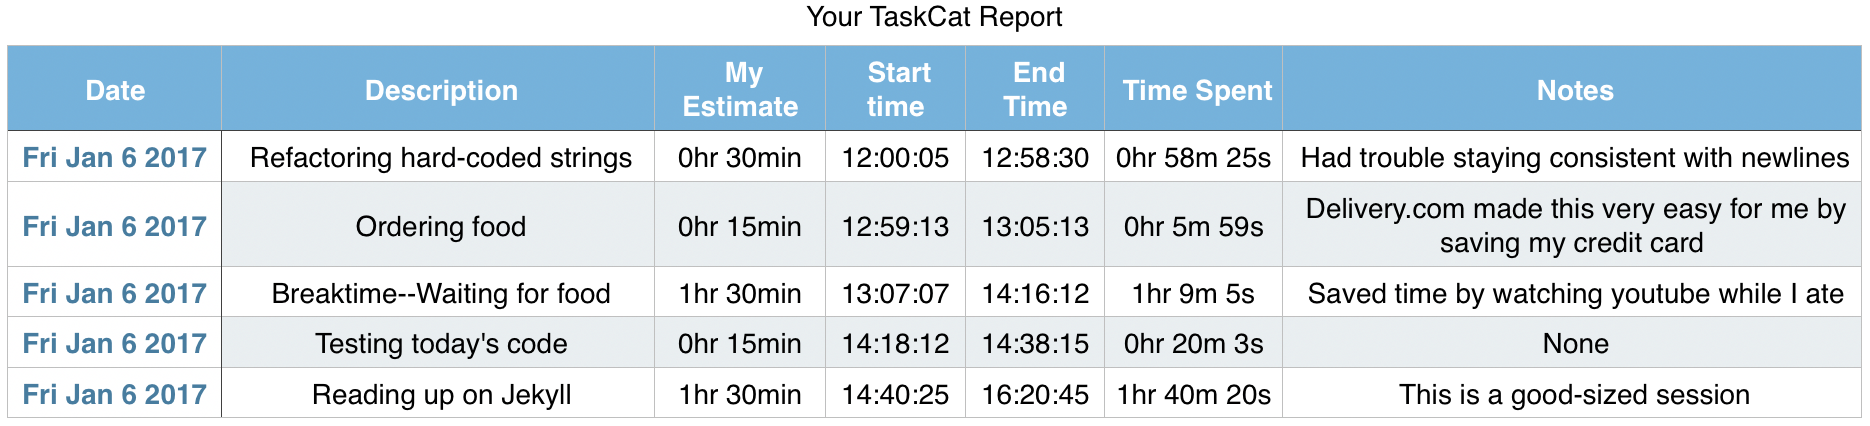 Your TaskCat Report
Date Description My Estimate Start time End Time Time Spent Notes
Fri Jan 6 2017 Refactoring hard-coded strings 0hr 30min 12:00:05 12:58:30 0hr 58m 25s Had trouble staying consistent with newlines
Fri Jan 6 2017 Ordering food 0hr 15min 12:59:13 13:05:13 0hr 5m 59s Delivery.com made this very easy for me by
saving my credit card
Fri Jan 6 2017 Breaktime--Waiting for food 1hr 30min 13:07:07 14:16:12 1hr 9m 5s Saved time by watching youtube while I ate
Fri Jan 6 2017 Testing today's code 0hr 15min 14:18:12 14:38:15 0hr 20m 3s None
Fri Jan 6 2017 Reading up on Jekyll 1hr 30min 14:40:25 16:20:45 1hr 40m 20s This is a good-sized session